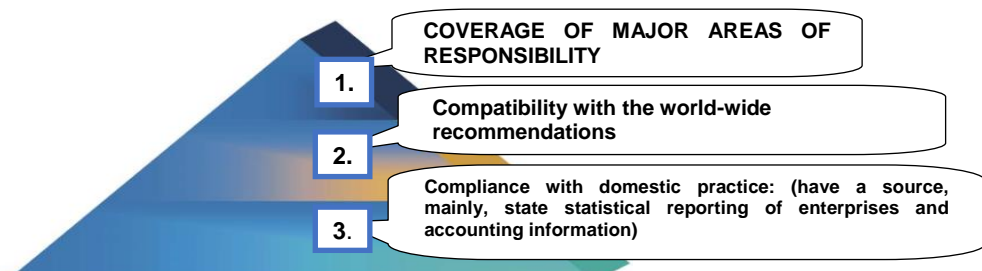 COVERAGE OF MAJOR AREAS OF
RESPONSIBILITY
1.
Compatibility with the world-wide
recommendations
2.
Compliance with domestic practice: (have a source,
mainly, state statistical reporting of enterprises and
accounting information)
3.